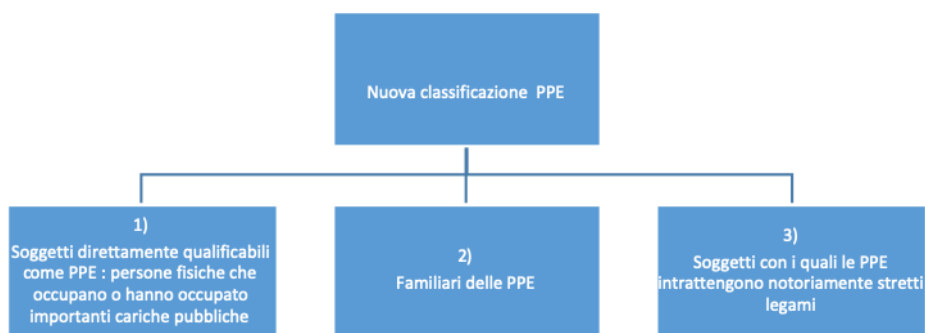 Nuova classificazione PPE
1)
Soggetti direttamente qualificabili
come PPE : persone fisiche che
occupano o hanno occupato
importanti cariche pubbliche
2)
Familiari delle PPE
3)
Soggetti con i quali le PPE
intrattengono notoriamente stretti
legami